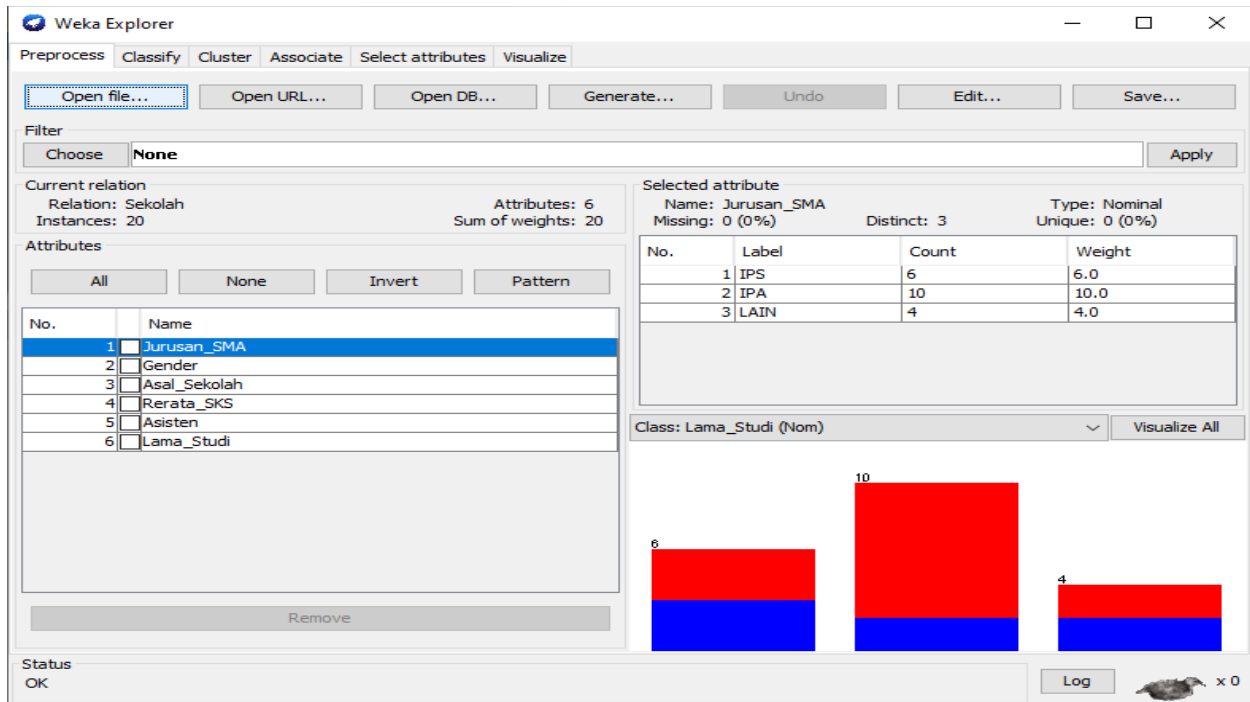 Weka Explorer
Preprocess Classify Cluster Associate Select attributes Visualize
Open file... Open URL... Open DB... Generate... Undo Edit... Save...
Filter
Choose None Apply
Current relation
Relation: Sekolah Attributes: 6
Instances: 20 Sum of weights: 20
Attributes
All None Invert Pattern
No. Name
1 Jurusan_SMA
2 Gender
3 Asal_Sekolah
4 Rerata_SKS
5 Asisten
6 Lama_Studi
Remove
Selected attribute
Name: Jurusan_SMA Type: Nominal
Missing: 0 (0%) Distinct: 3 Unique: 0 (0%)
No. Label Count Weight
1 IPS 6 6.0
2 IPA 10 10.0
3 LAIN 4 4.0
Class: Lama_Studi (Nom) Visualize All
6
10
4
Status
OK
Log x 0